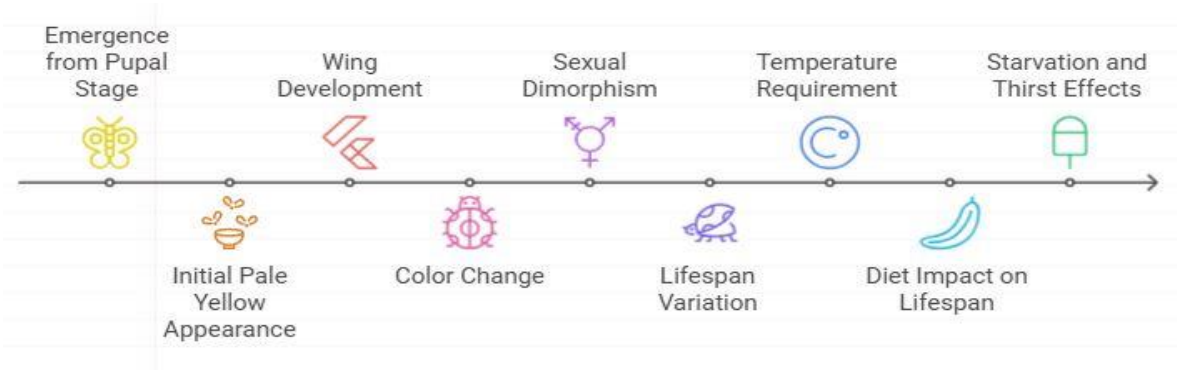 Emergence
from Pupal
Stage
Wing
Development
Sexual
Dimorphism
Temperature
Requirement
Starvation and
Thirst Effects
Initial Pale
Yellow
Appearance
Color Change
Lifespan
Variation
Diet Impact on
Lifespan